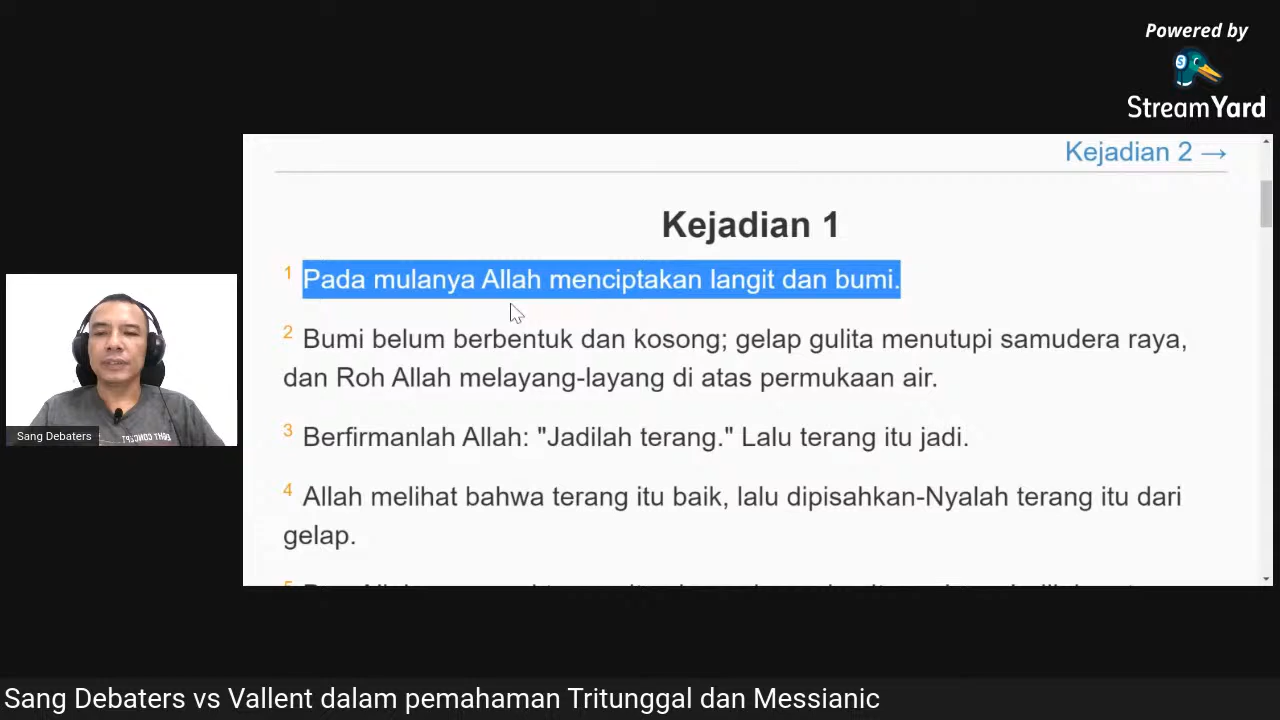 Powered by
StreamYard
Kejadian 2 →
Kejadian 1
1 Pada mulanya Allah menciptakan langit dan bumi.
2 Bumi belum berbentuk dan kosong; gelap gulita menutupi samudera raya,
dan Roh Allah melayang-layang di atas permukaan air.
3 Berfirmanlah Allah: "Jadilah terang." Lalu terang itu jadi.
4 Allah melihat bahwa terang itu baik, lalu dipisahkan-Nyalah terang itu dari
gelap.
Sang Debaters
Sang Debaters vs Vallent dalam pemahaman Tritunggal dan Messianic